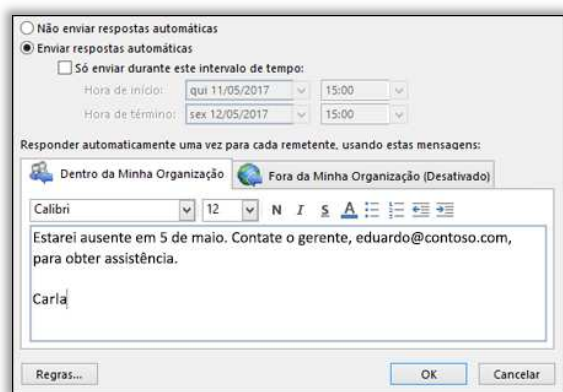 Não enviar respostas automáticas
Enviar respostas automáticas
Só enviar durante este intervalo de tempo:
Hora de início: qui 11/05/2017 15:00
Hora de término: sex 12/05/2017 15:00
Responder automaticamente uma vez para cada remetente, usando estas mensagens:
Dentro da Minha Organização Fora da Minha Organização (Desativado)
Calibri 12 N I S A
Estarei ausente em 5 de maio. Contate o gerente, eduardo@contoso.com,
para obter assistência.
Carla
Regras... OK Cancelar